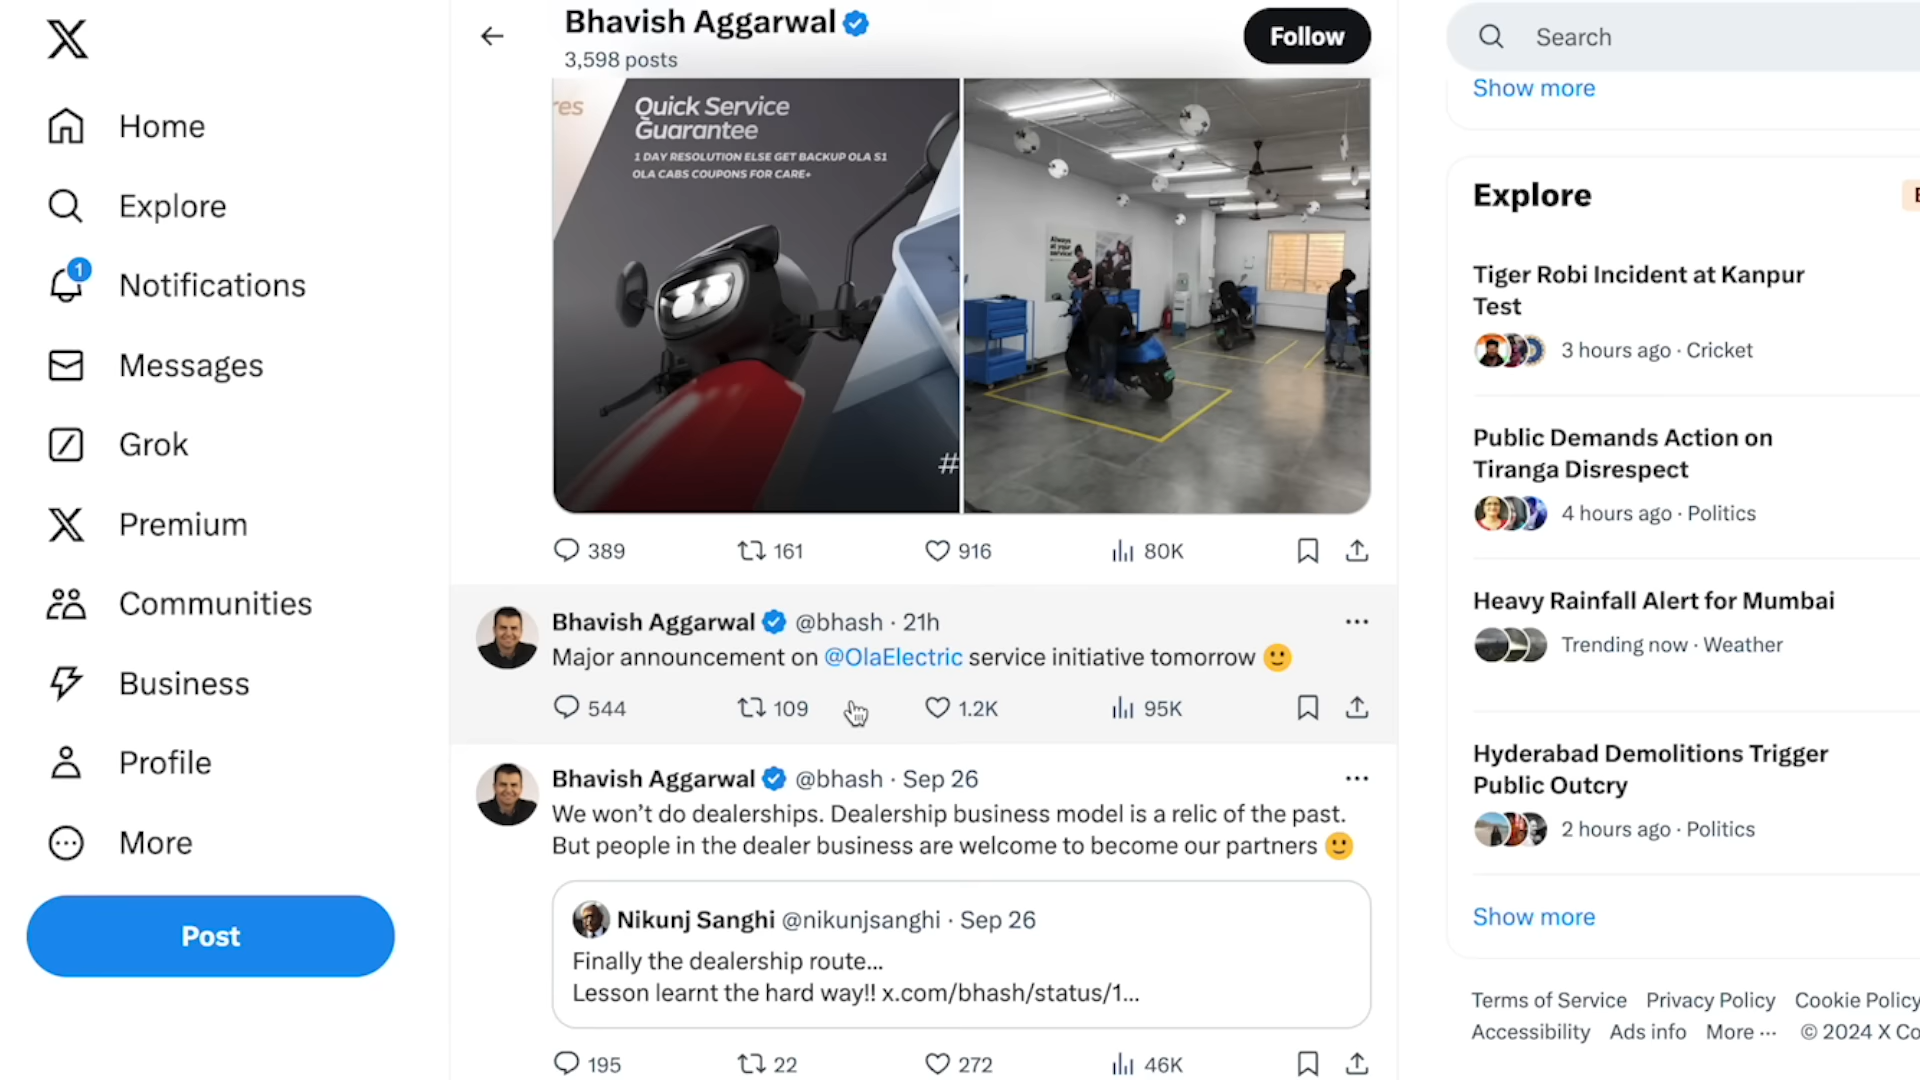 Home
Explore
1
Notifications
Messages
Grok
Premium
Communities
Business
Profile
More
Post
Bhavish Aggarwal
3,598 posts
Follow
res
Quick Service
Guarantee
1 DAY RESOLUTION ELSE GET BACKUP OLA S1
OLA CABS COUPONS FOR CARE+
#
Always
at your
service!
389 161 916 80K
Bhavish Aggarwal @bhash · 21h
Major announcement on @OlaElectric service initiative tomorrow 🙂
544 109 1.2K 95K
Bhavish Aggarwal @bhash · Sep 26
We won’t do dealerships. Dealership business model is a relic of the past.
But people in the dealer business are welcome to become our partners 🙂
Nikunj Sanghi @nikunjsanghi · Sep 26
Finally the dealership route...
Lesson learnt the hard way!! x.com/bhash/status/1...
195 22 272 46K
Search
Show more
Explore
Tiger Robi Incident at Kanpur
Test
3 hours ago · Cricket
Public Demands Action on
Tiranga Disrespect
4 hours ago · Politics
Heavy Rainfall Alert for Mumbai
Trending now · Weather
Hyderabad Demolitions Trigger
Public Outcry
2 hours ago · Politics
Show more
Terms of Service Privacy Policy Cookie Policy
Accessibility Ads info More ··· © 2024 X Co